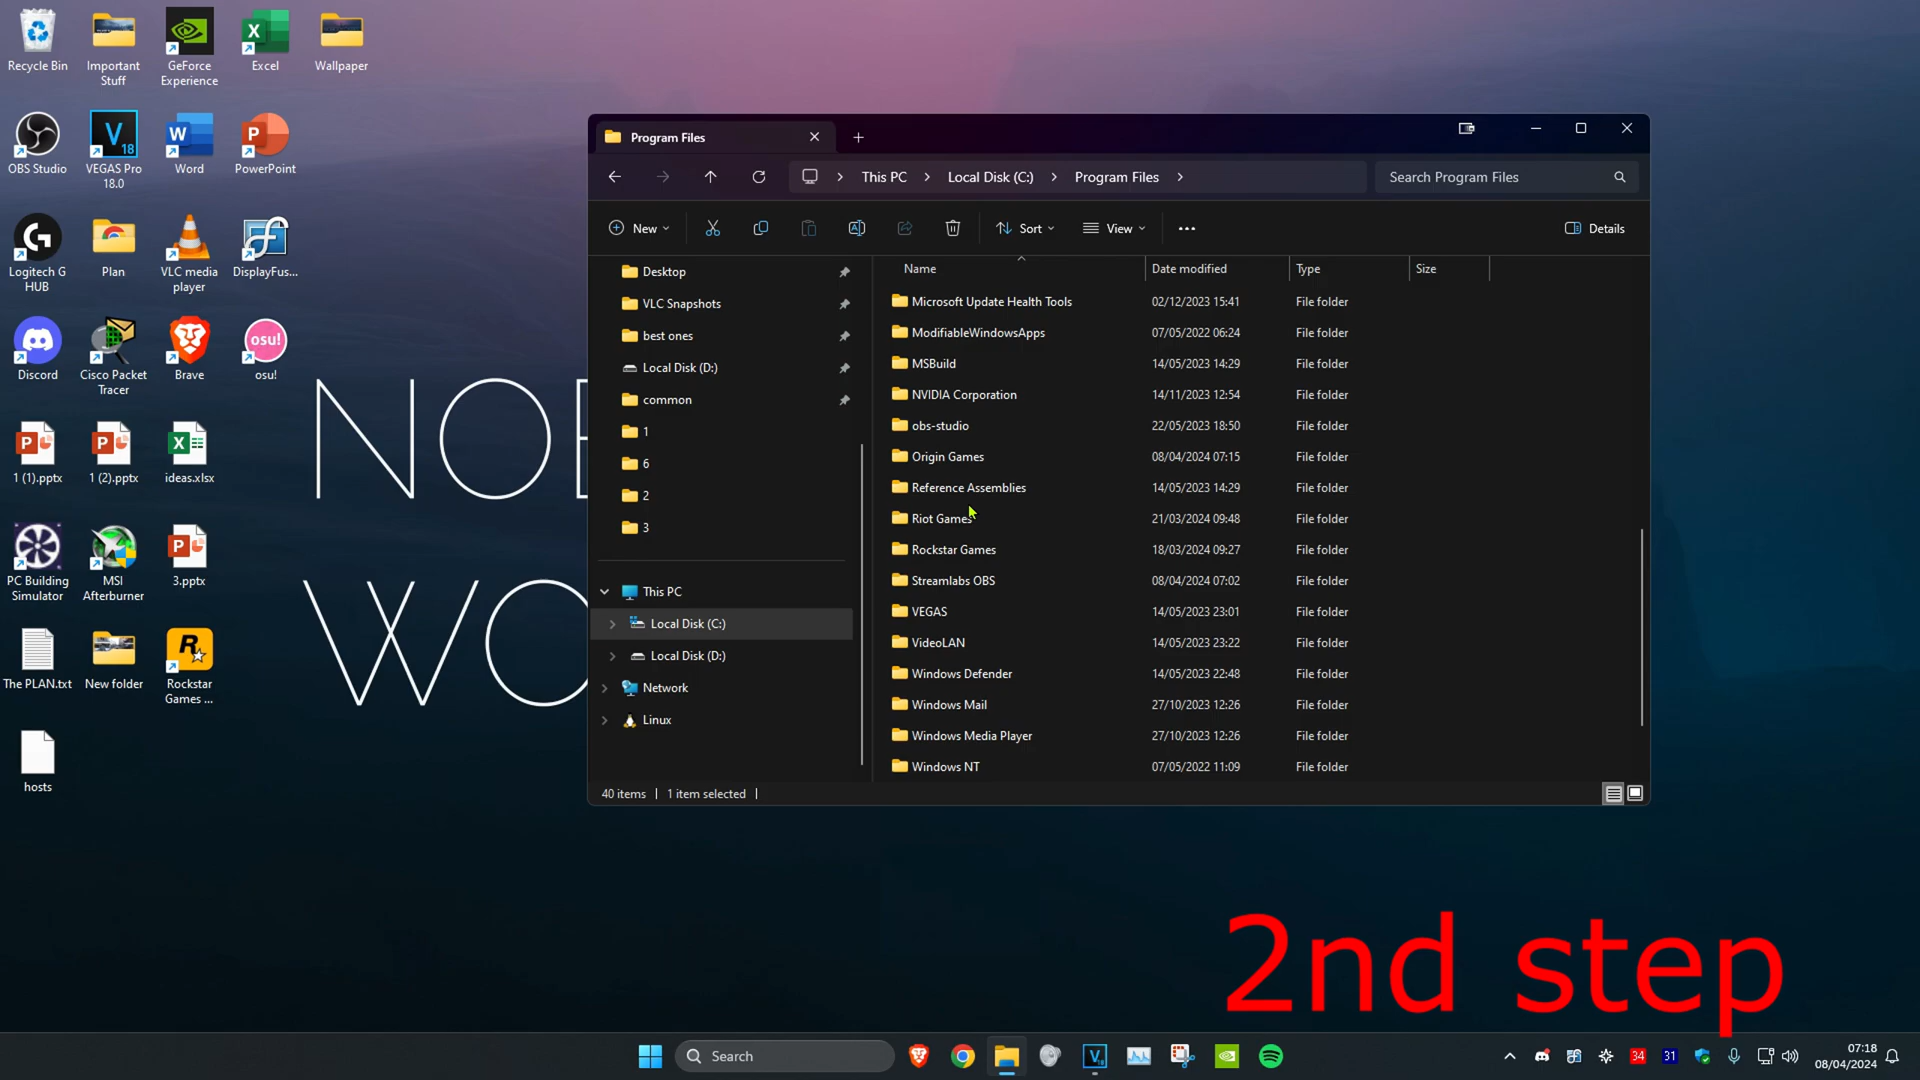 Recycle Bin
Important Stuff
GeForce Experience
Excel
Wallpaper
OBS Studio
VEGAS Pro 18.0
Word
PowerPoint
Logitech G HUB
Plan
VLC media player
DisplayFus...
Discord
Cisco Packet Tracer
Brave
osu!
osu!
1 (1).pptx
1 (2).pptx
ideas.xlsx
PC Building Simulator
MSI Afterburner
3.pptx
The PLAN.txt
New folder
Rockstar Games ...
hosts
NOB
WO
Program Files
This PC > Local Disk (C:) > Program Files >
Search Program Files
New
Sort
View
Details
Desktop
VLC Snapshots
best ones
Local Disk (D:)
common
1
6
2
3
This PC
Local Disk (C:)
Local Disk (D:)
Network
Linux
Name Date modified Type Size
Microsoft Update Health Tools 02/12/2023 15:41 File folder
ModifiableWindowsApps 07/05/2022 06:24 File folder
MSBuild 14/05/2023 14:29 File folder
NVIDIA Corporation 14/11/2023 12:54 File folder
obs-studio 22/05/2023 18:50 File folder
Origin Games 08/04/2024 07:15 File folder
Reference Assemblies 14/05/2023 14:29 File folder
Riot Games 21/03/2024 09:48 File folder
Rockstar Games 18/03/2024 09:27 File folder
Streamlabs OBS 08/04/2024 07:02 File folder
VEGAS 14/05/2023 23:01 File folder
VideoLAN 14/05/2023 23:22 File folder
Windows Defender 14/05/2023 22:48 File folder
Windows Mail 27/10/2023 12:26 File folder
Windows Media Player 27/10/2023 12:26 File folder
Windows NT 07/05/2022 11:09 File folder
40 items | 1 item selected |
2nd step
Search
34
31
07:18
08/04/2024